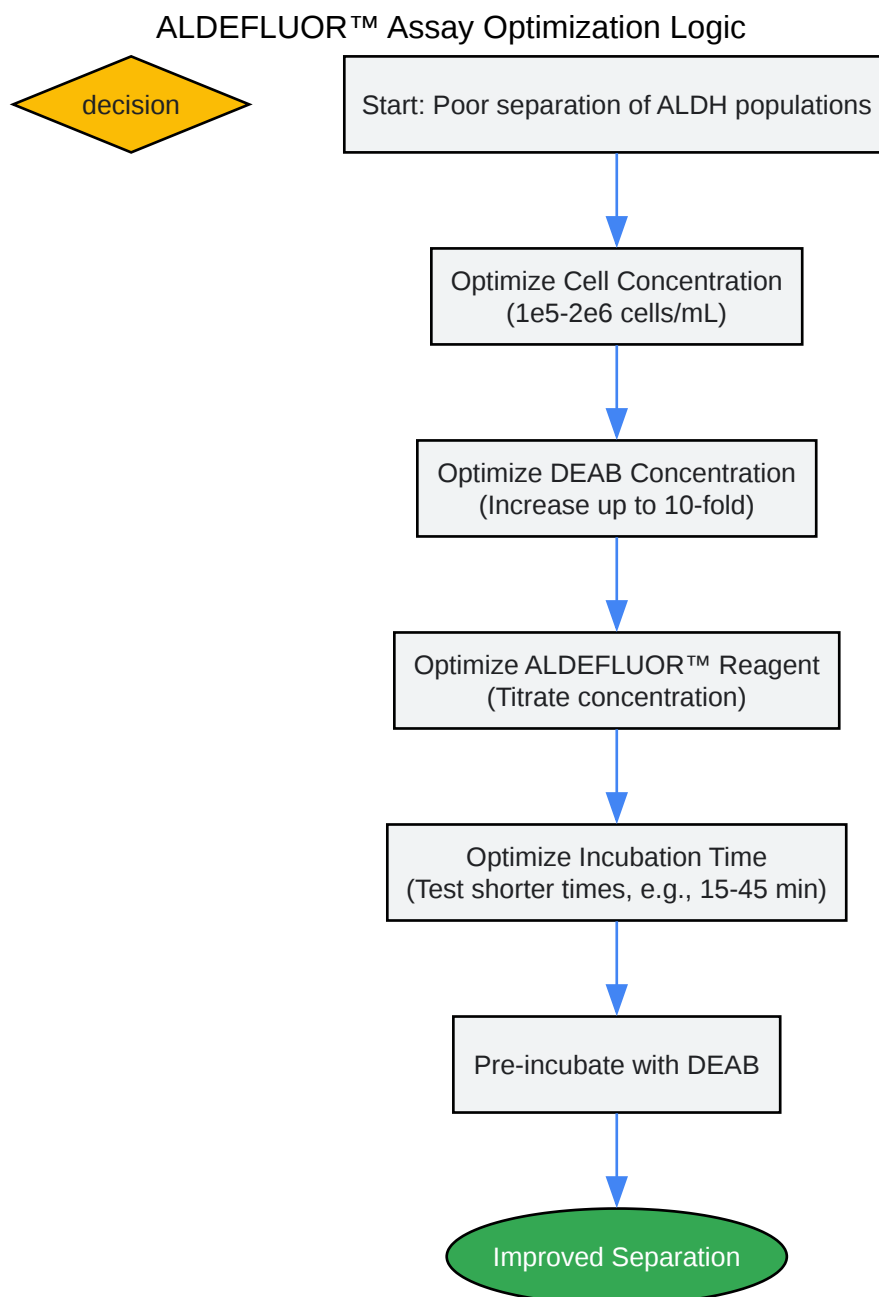 ALDEFLUOR™ Assay Optimization Logic
decision
Start: Poor separation of ALDH populations
Optimize Cell Concentration
(1e5-2e6 cells/mL)
Optimize DEAB Concentration
(Increase up to 10-fold)
Optimize ALDEFLUOR™ Reagent
(Titrate concentration)
Optimize Incubation Time
(Test shorter times, e.g., 15-45 min)
Pre-incubate with DEAB
Improved Separation